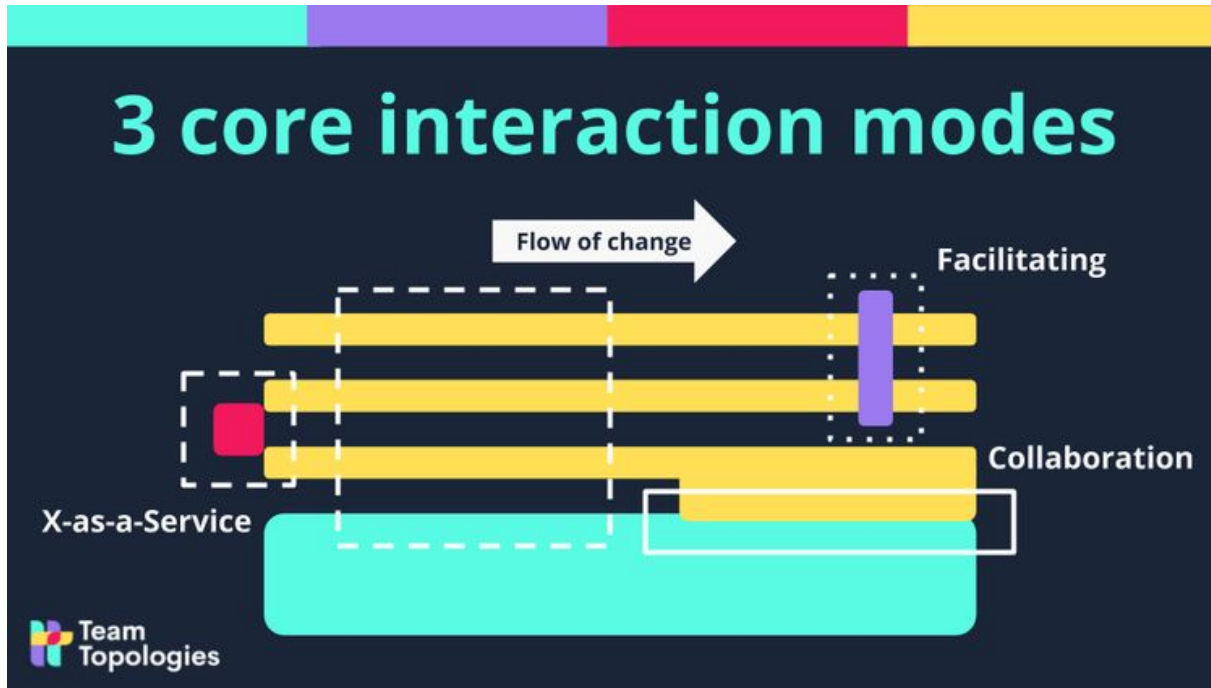 3 core interaction modes
Flow of change
Facilitating
Collaboration
X-as-a-Service
Team
Topologies